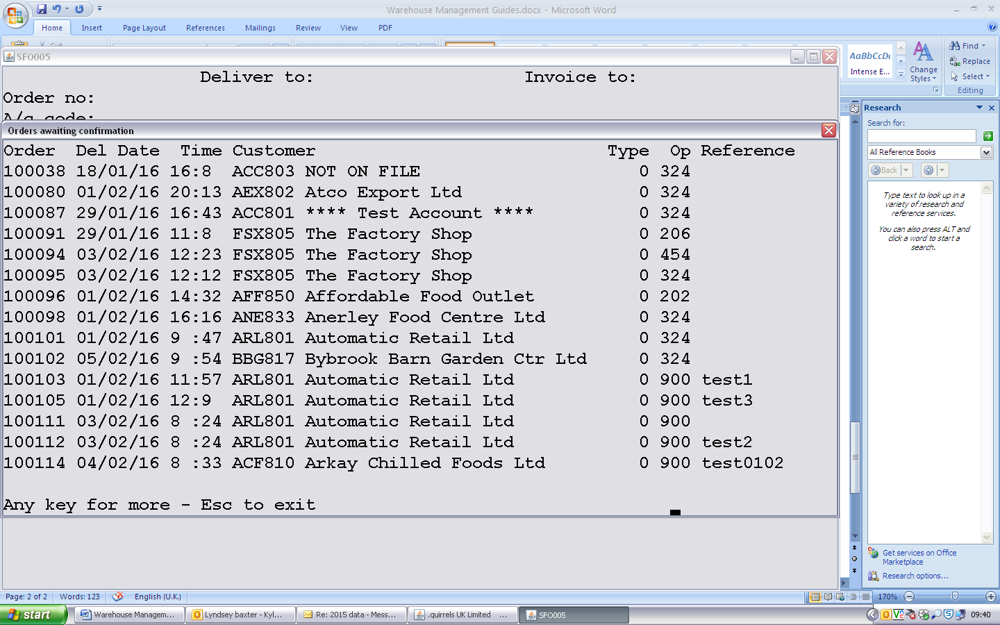 Warehouse Management Guides.docx - Microsoft Word
Home Insert Page Layout References Mailings Review View PDF
Cut
AaBbCcDc
Intense E...
Change Styles
Find
Replace
Select
Editing
SFO005
Deliver to: Invoice to:
Order no:
A/c code:
Orders awaiting confirmation
Order Del Date Time Customer Type Op Reference
100038 18/01/16 16:8 ACC803 NOT ON FILE 0 324
100080 01/02/16 20:13 AEX802 Atco Export Ltd 0 324
100087 29/01/16 16:43 ACC801 **** Test Account **** 0 324
100091 29/01/16 11:8 FSX805 The Factory Shop 0 206
100094 03/02/16 12:23 FSX805 The Factory Shop 0 454
100095 03/02/16 12:12 FSX805 The Factory Shop 0 324
100096 01/02/16 14:32 AFF850 Affordable Food Outlet 0 202
100098 01/02/16 16:16 ANE833 Anerley Food Centre Ltd 0 324
100101 01/02/16 9 :47 ARL801 Automatic Retail Ltd 0 324
100102 05/02/16 9 :54 BBG817 Bybrook Barn Garden Ctr Ltd 0 324
100103 01/02/16 11:57 ARL801 Automatic Retail Ltd 0 900 test1
100105 01/02/16 12:9 ARL801 Automatic Retail Ltd 0 900 test3
100111 03/02/16 8 :24 ARL801 Automatic Retail Ltd 0 900
100112 03/02/16 8 :24 ARL801 Automatic Retail Ltd 0 900 test2
100114 04/02/16 8 :33 ACF810 Arkay Chilled Foods Ltd 0 900 test0102
Any key for more - Esc to exit
Research
Search for:
All Reference Books
Back
Type text to look up in a
variety of research and
reference services.
You can also press ALT and
click a word to start a
search.
Get services on Office
Marketplace
Research options...
Page: 2 of 2 Words: 123 English (U.K.) 170%
start Warehouse Managem... Lyndsey baxter - Kyl... Re: 2015 data - Mess... .quirrels UK Limited ... SFO005 09:40